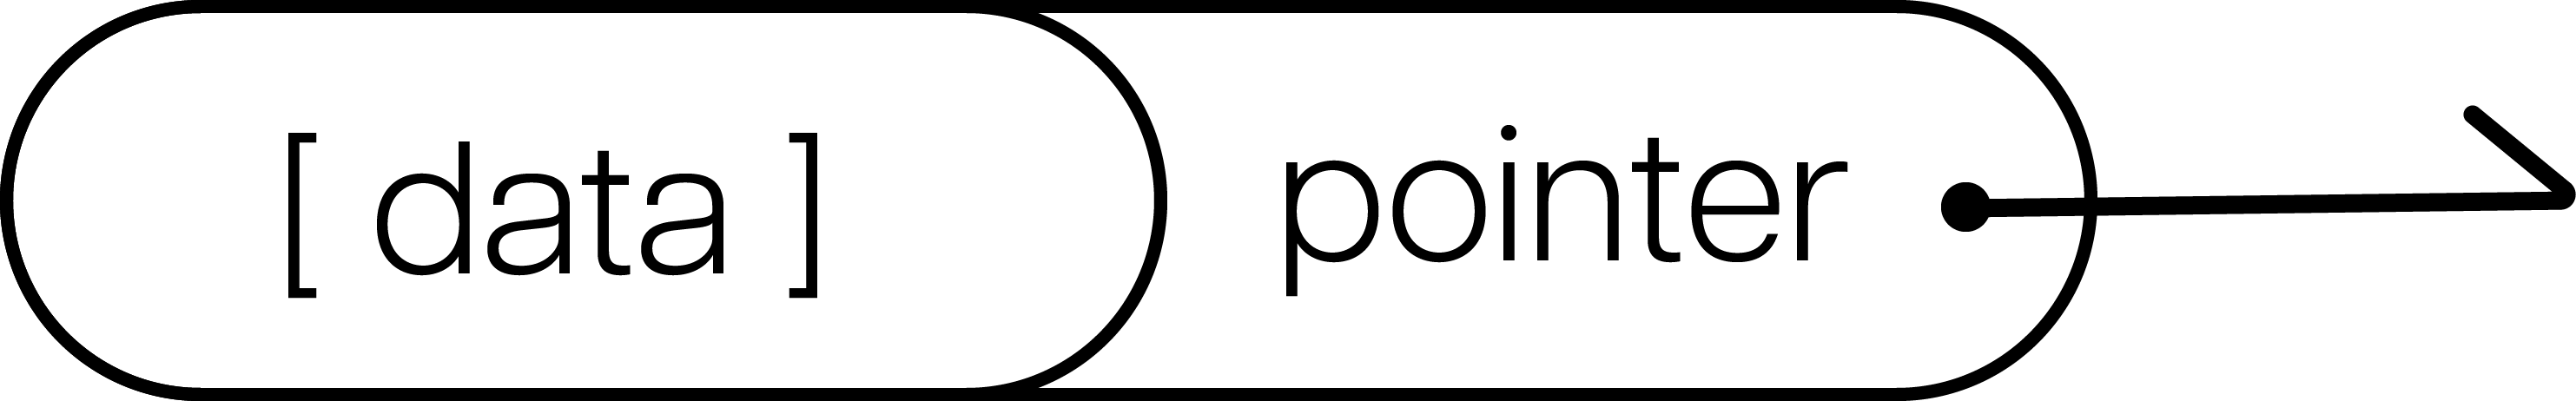 [ data ] pointer